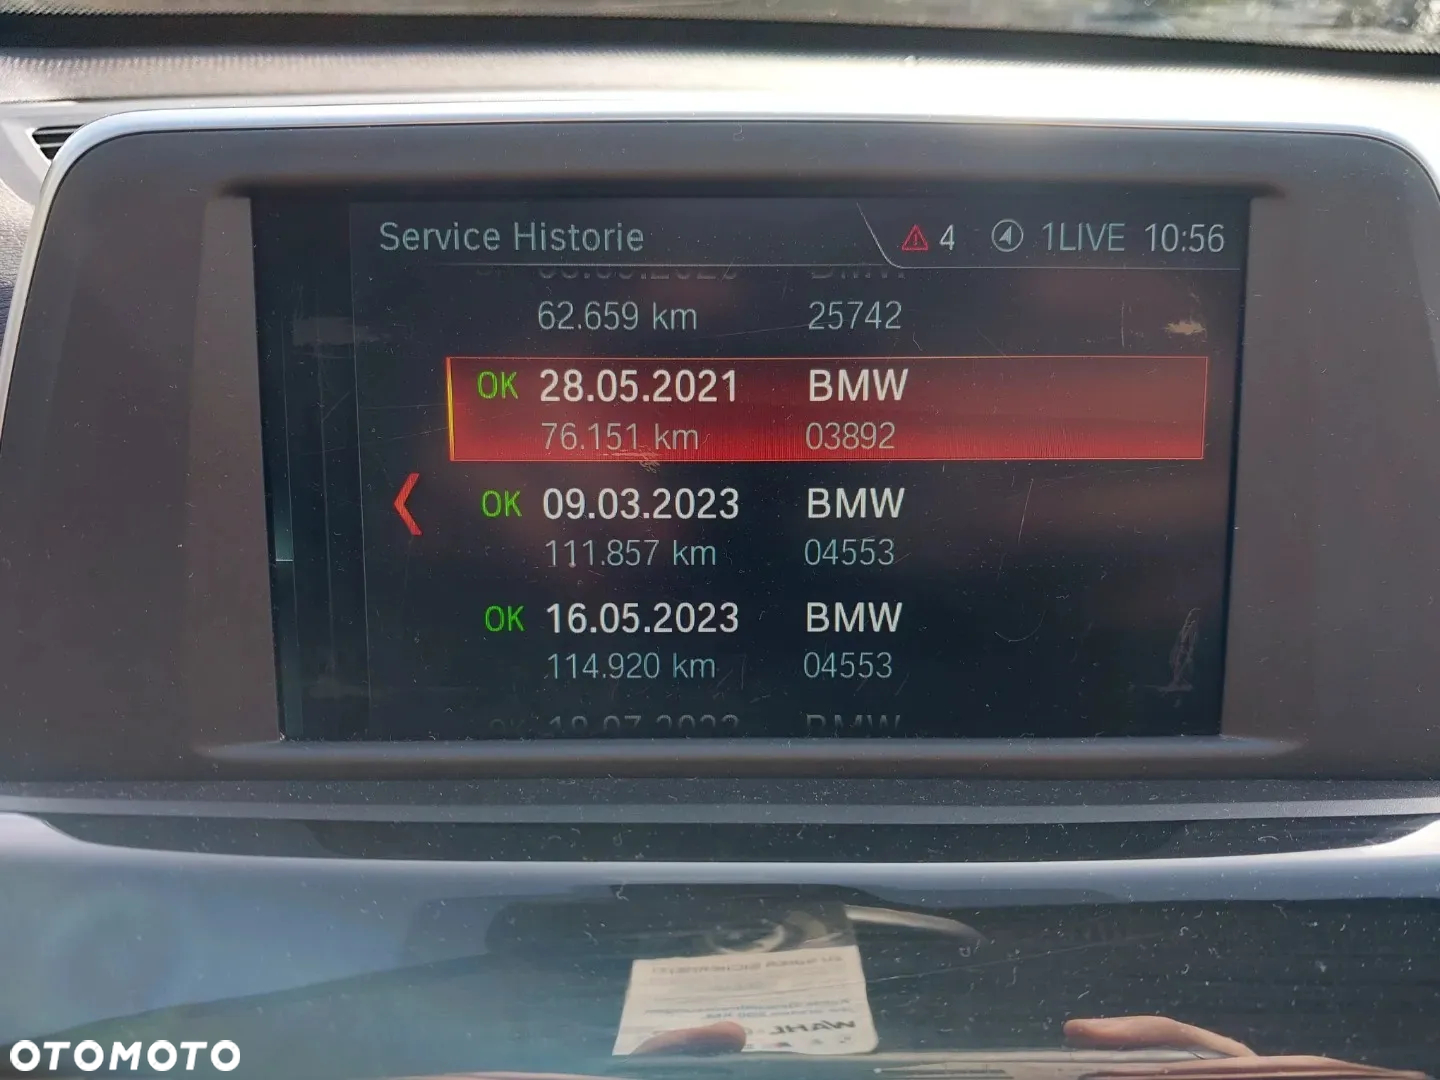 Service Historie 4 1LIVE 10:56
62.659 km 25742
OK 28.05.2021 BMW
76.151 km 03892
OK 09.03.2023 BMW
111.857 km 04553
OK 16.05.2023 BMW
114.920 km 04553
BMW
OTOMOTO